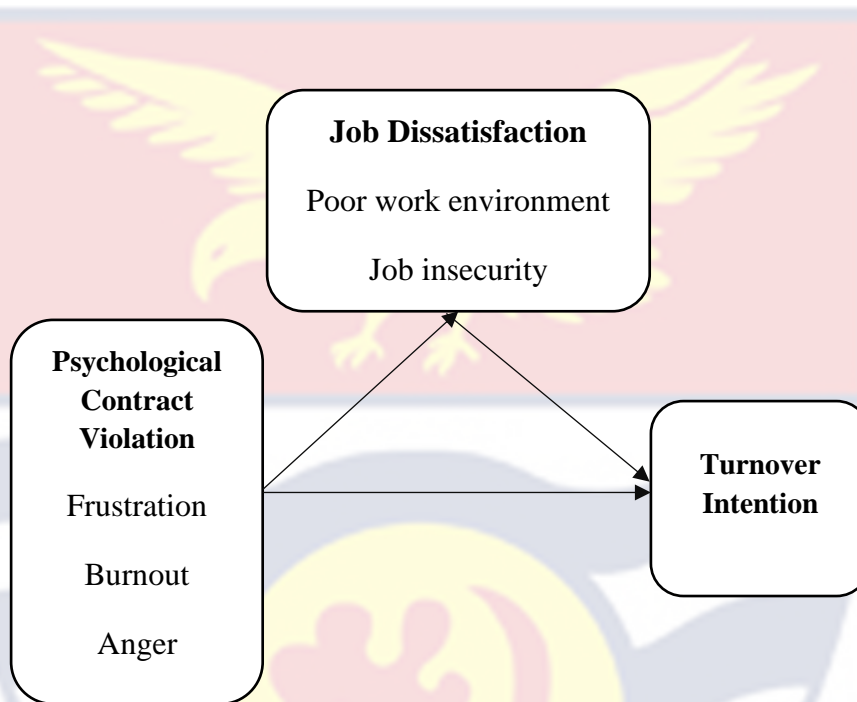 Job Dissatisfaction
Poor work environment
Job insecurity
Psychological
Contract
Violation
Frustration
Burnout
Anger
Turnover
Intention